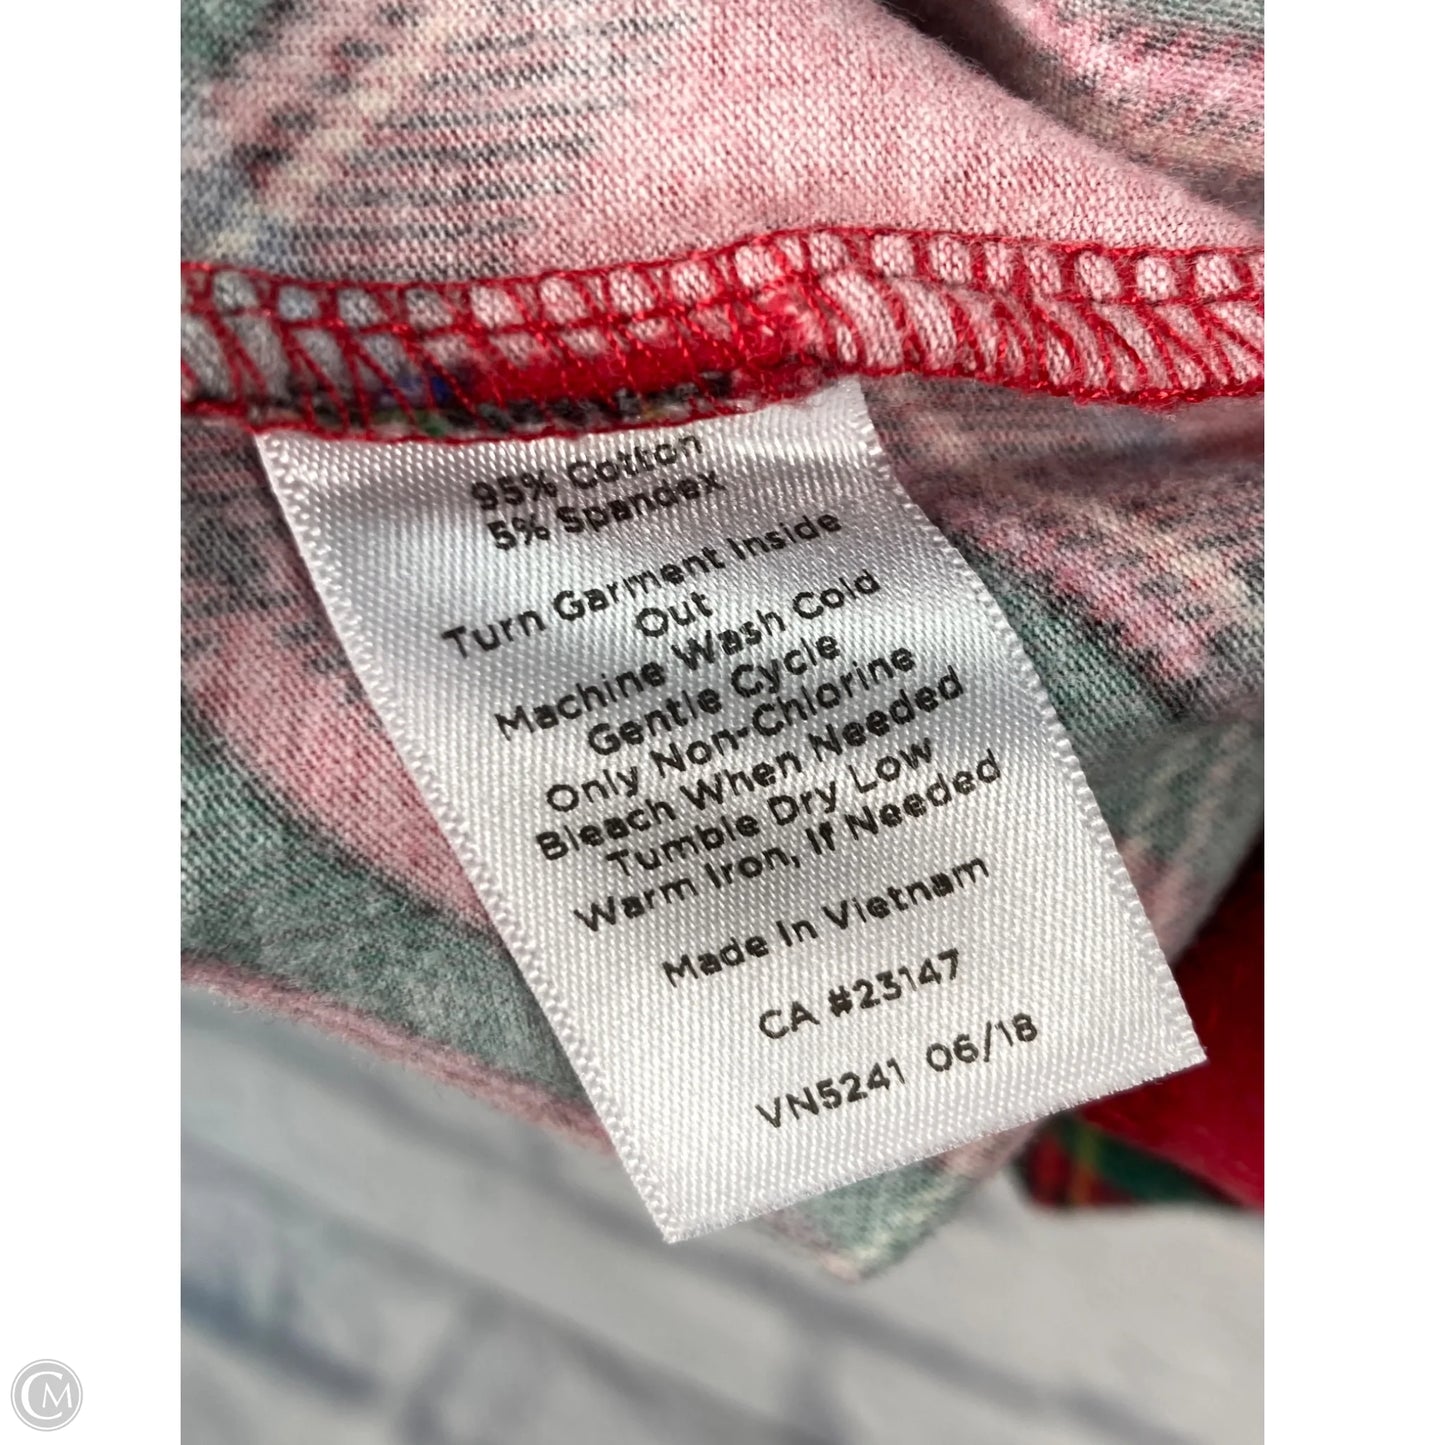 95% Cotton
5% Spandex
Turn Garment Inside
Out
Machine Wash Cold
Gentle Cycle
Only Non-Chlorine
Bleach When Needed
Tumble Dry Low
Warm Iron, If Needed
Made In Vietnam
CA #23147
VN5241 06/18
CM